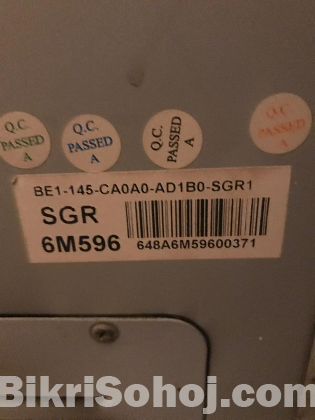 Q.C.
PASSED
A
Q.C.
PASSED
A
Q.C.
PASSED
A
Q.C.
PASSED
A
BE1-145-CA0A0-AD1B0-SGR1
SGR
6M596
648A6M59600371
BikriSohoj.com